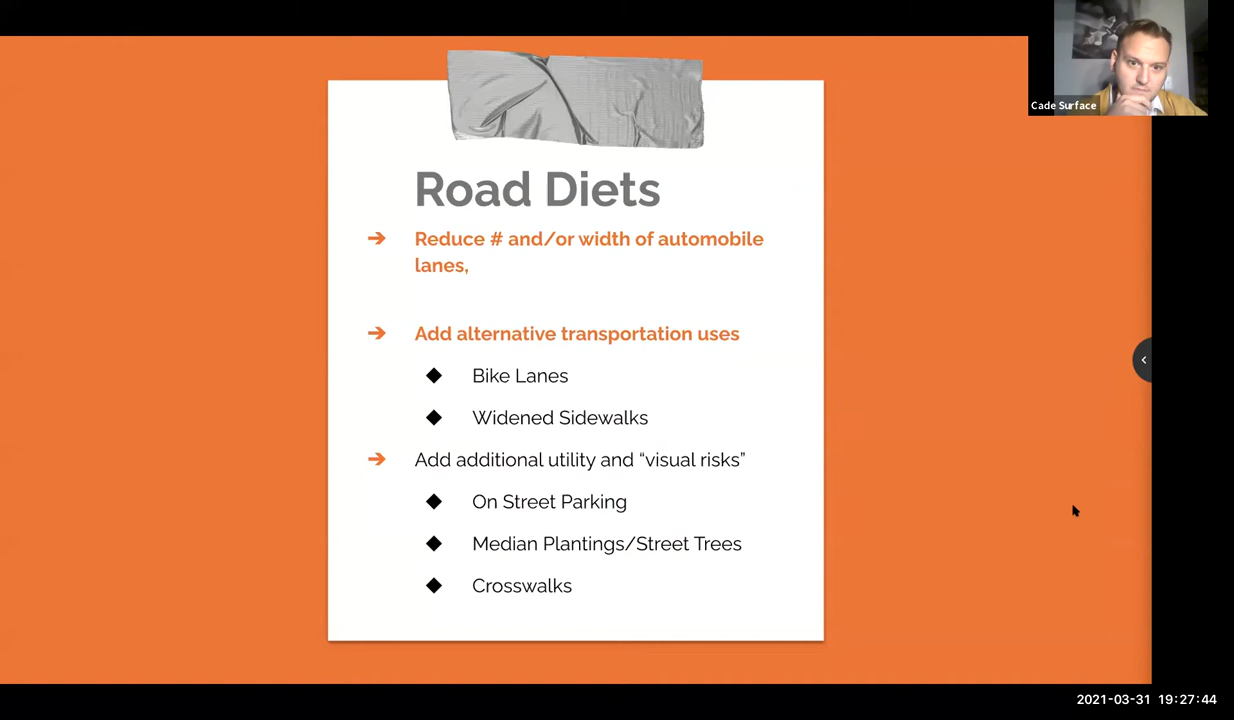 Cade Surface
Road Diets
➔ Reduce # and/or width of automobile
lanes,
➔ Add alternative transportation uses
◆ Bike Lanes
◆ Widened Sidewalks
➔ Add additional utility and “visual risks”
◆ On Street Parking
◆ Median Plantings/Street Trees
◆ Crosswalks
2021-03-31 19:27:44